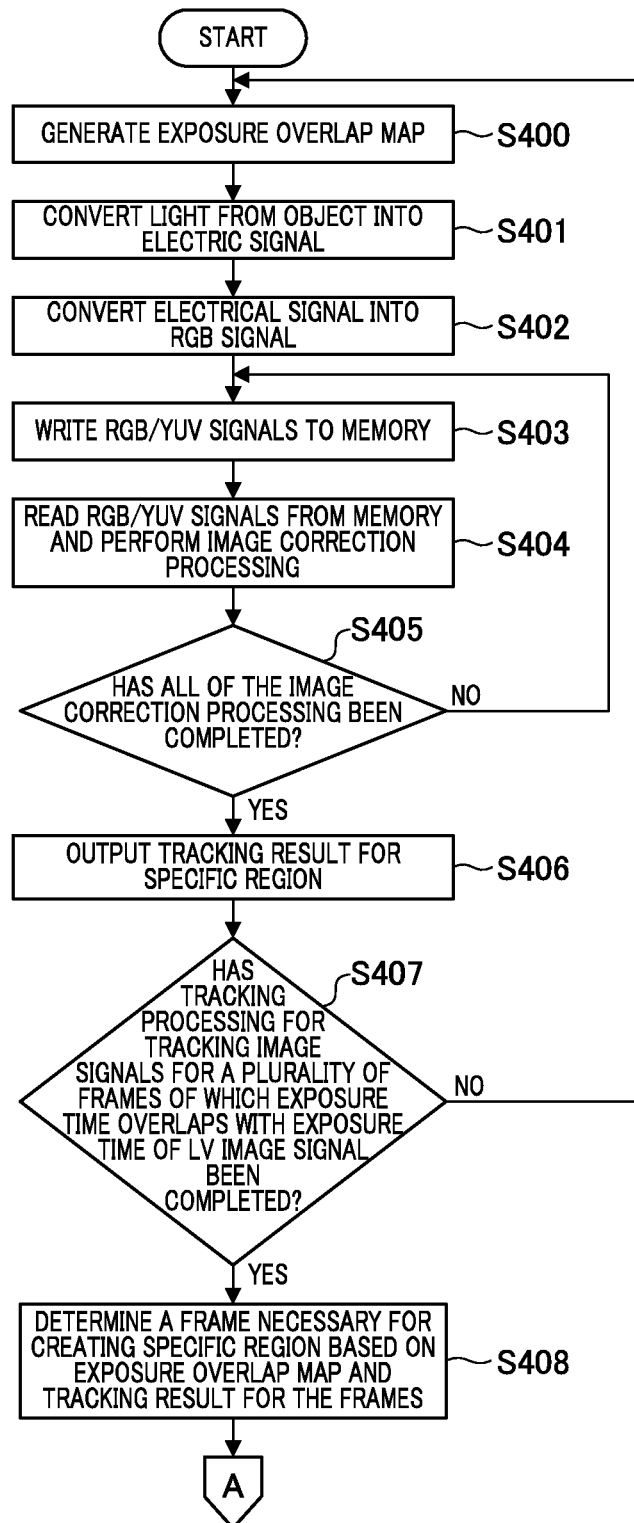 START
GENERATE EXPOSURE OVERLAP MAP
S400
CONVERT LIGHT FROM OBJECT INTO
ELECTRIC SIGNAL
S401
CONVERT ELECTRICAL SIGNAL INTO
RGB SIGNAL
S402
WRITE RGB/YUV SIGNALS TO MEMORY
S403
READ RGB/YUV SIGNALS FROM MEMORY
AND PERFORM IMAGE CORRECTION
PROCESSING
S404
S405
HAS ALL OF THE IMAGE
CORRECTION PROCESSING BEEN
COMPLETED?
NO
YES
OUTPUT TRACKING RESULT FOR
SPECIFIC REGION
S406
S407
HAS
TRACKING
PROCESSING FOR
TRACKING IMAGE
SIGNALS FOR A PLURALITY OF
FRAMES OF WHICH EXPOSURE
TIME OVERLAPS WITH EXPOSURE
TIME OF LV IMAGE SIGNAL
BEEN
COMPLETED?
NO
YES
DETERMINE A FRAME NECESSARY FOR
CREATING SPECIFIC REGION BASED ON
EXPOSURE OVERLAP MAP AND
TRACKING RESULT FOR THE FRAMES
S408
A